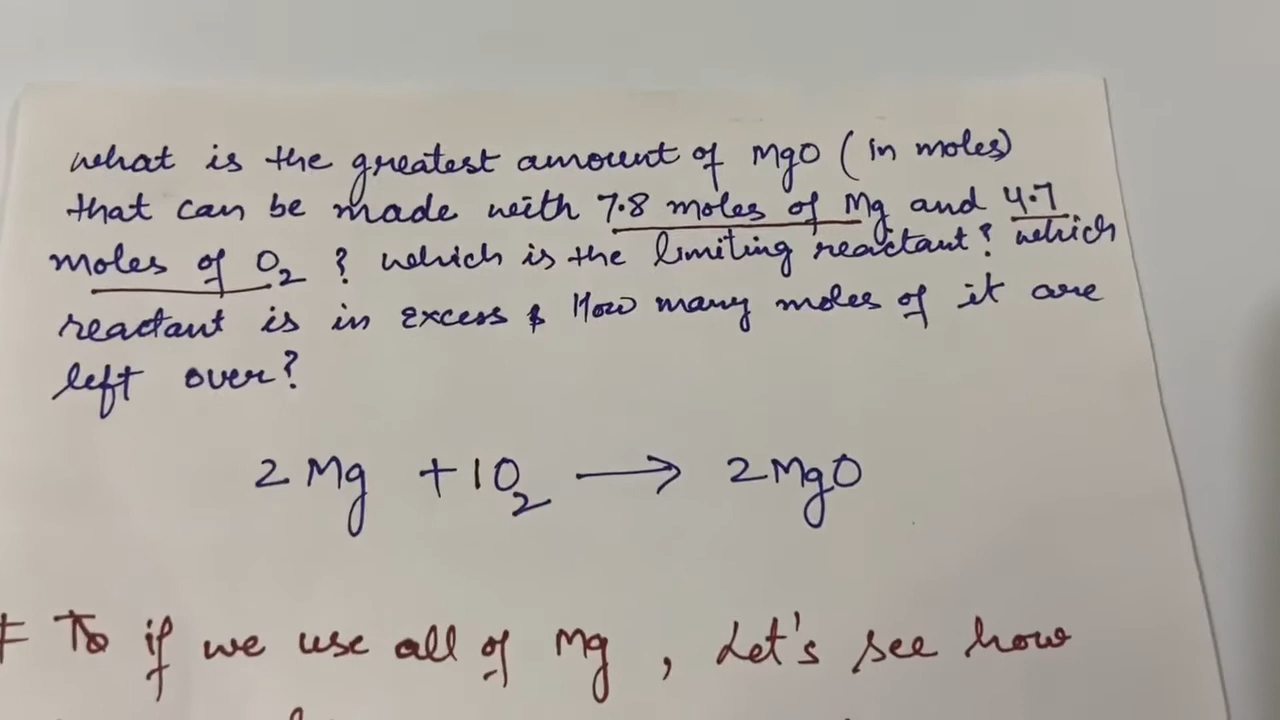 what is the greatest amount of MgO (in moles)
that can be made with 7.8 moles of Mg and 4.7
moles of O₂ ? which is the limiting reactant? which
reactant is in excess & How many moles of it are
left over?
2 Mg + 1O₂ → 2MgO
if we use all of Mg , Let's see how